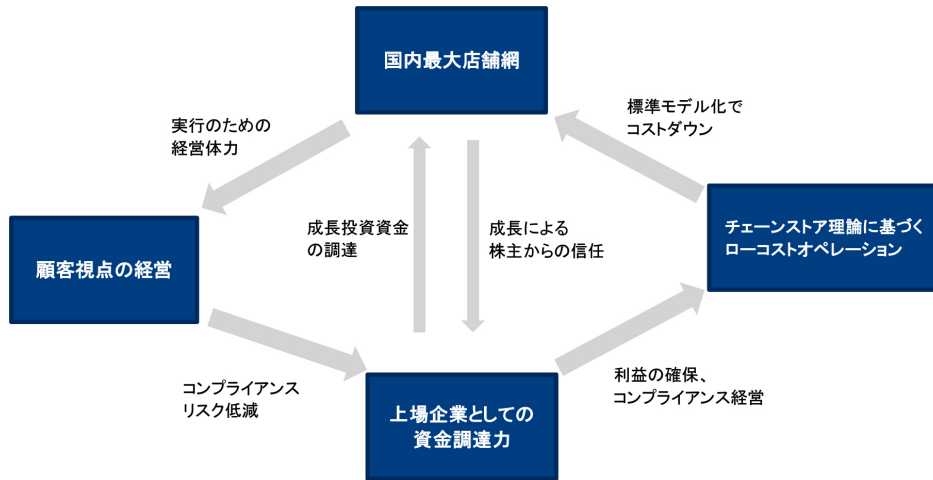 国内最大店舗網
実行のための
経営体力
標準モデル化で
コストダウン
顧客視点の経営
成長投資資金
の調達
成長による
株主からの信任
チェーンストア理論に基づく
ローコストオペレーション
コンプライアンス
リスク低減
上場企業としての
資金調達力
利益の確保、
コンプライアンス経営